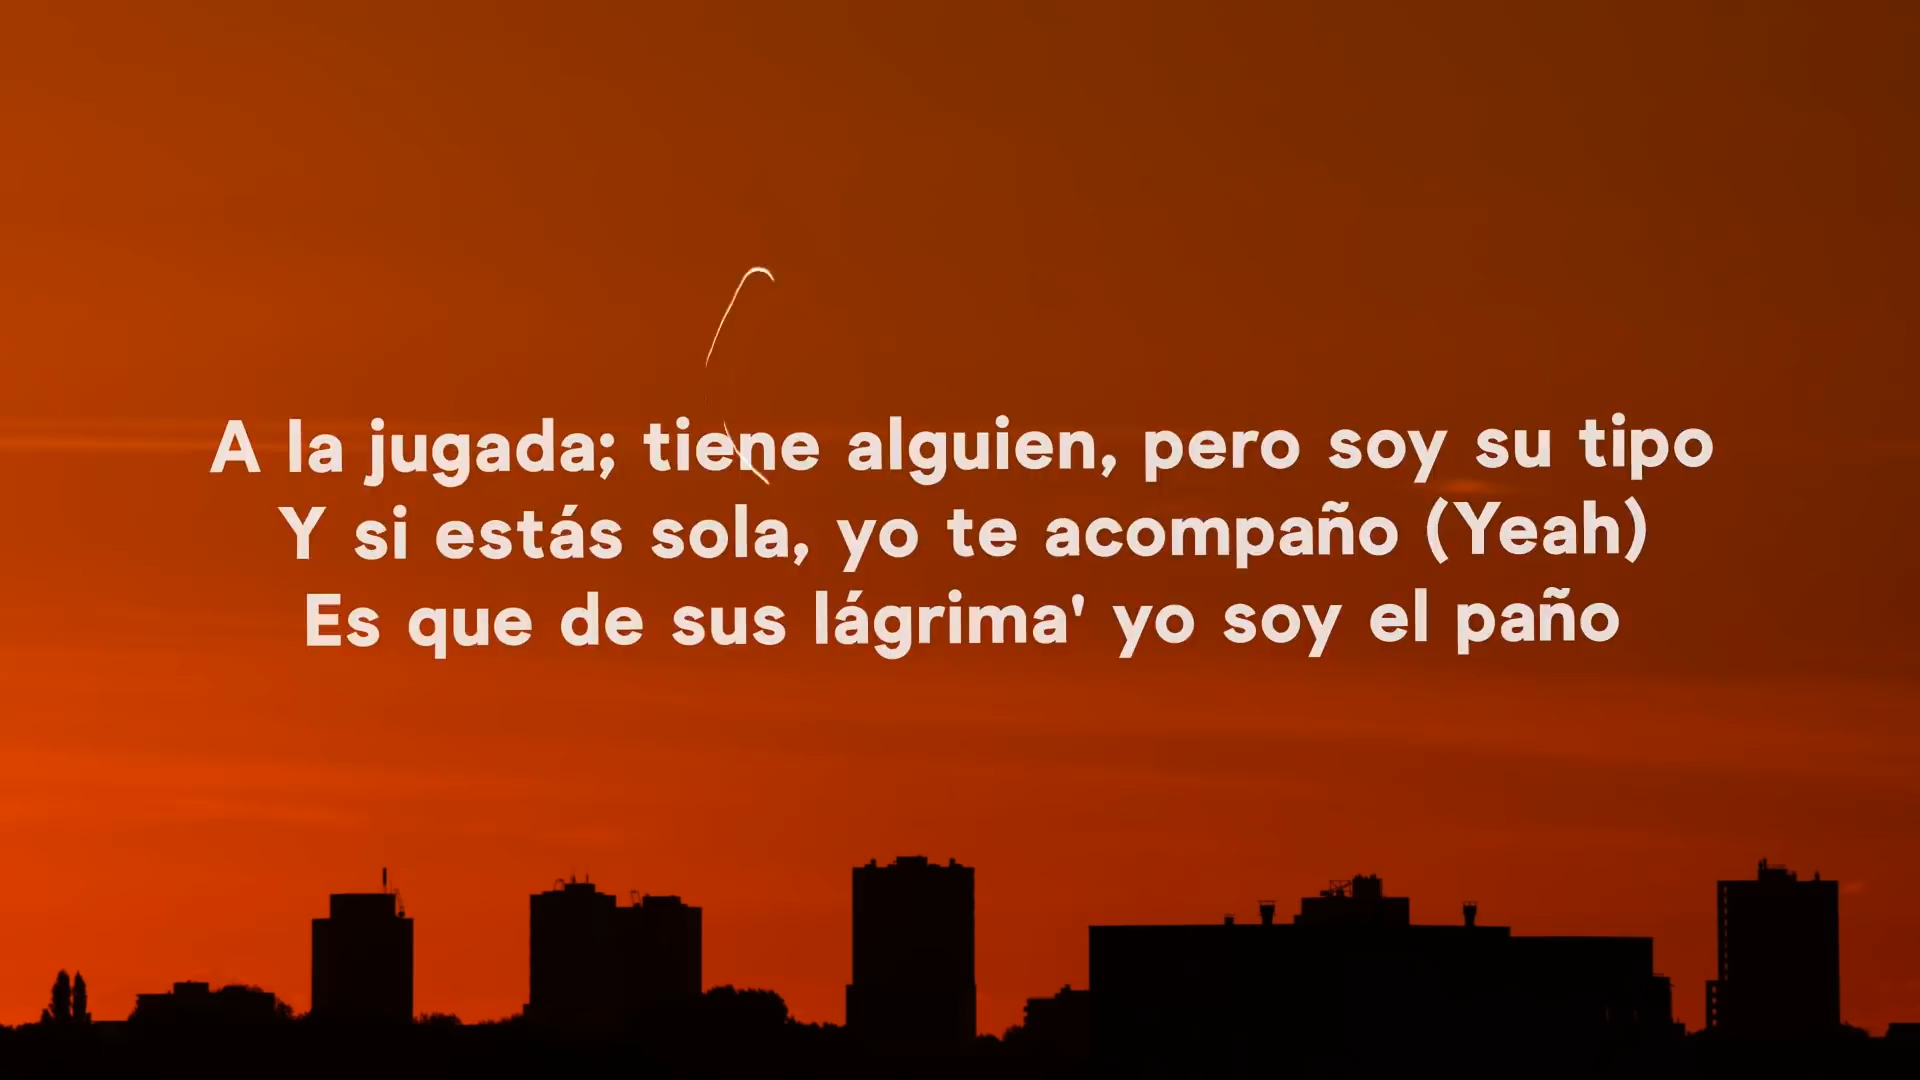 A la jugada; tiene alguien, pero soy su tipo
Y si estás sola, yo te acompaño (Yeah)
Es que de sus lágrima' yo soy el paño